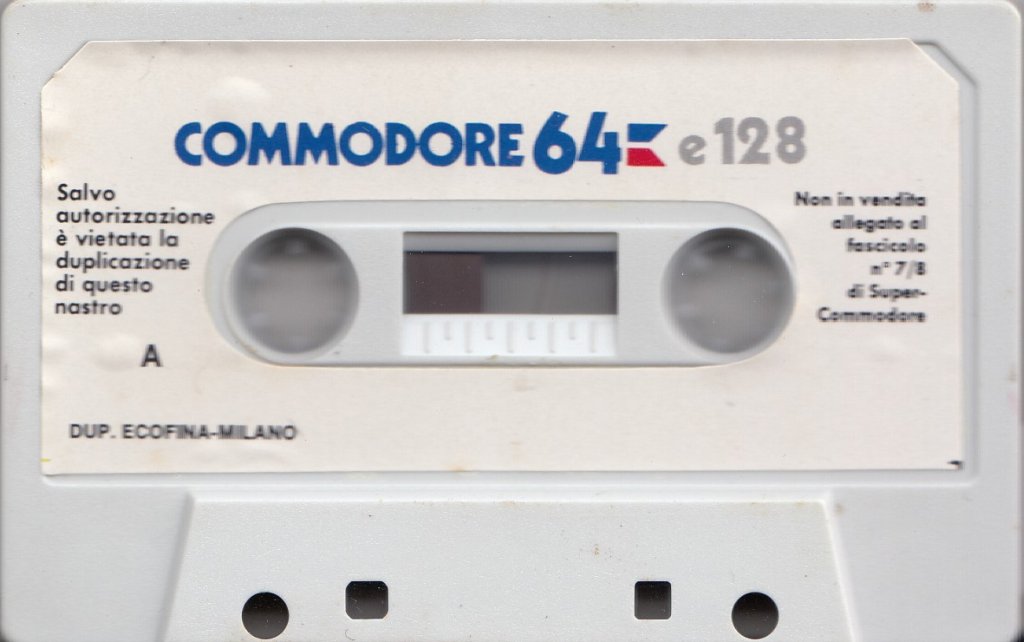 COMMODORE 64 e 128
Salvo
autorizzazione
è vietata la
duplicazione
di questo
nastro
A
Non in vendita
allegato al
fascicolo
n° 7/8
di Super-
Commodore
DUP. ECOFINA-MILANO